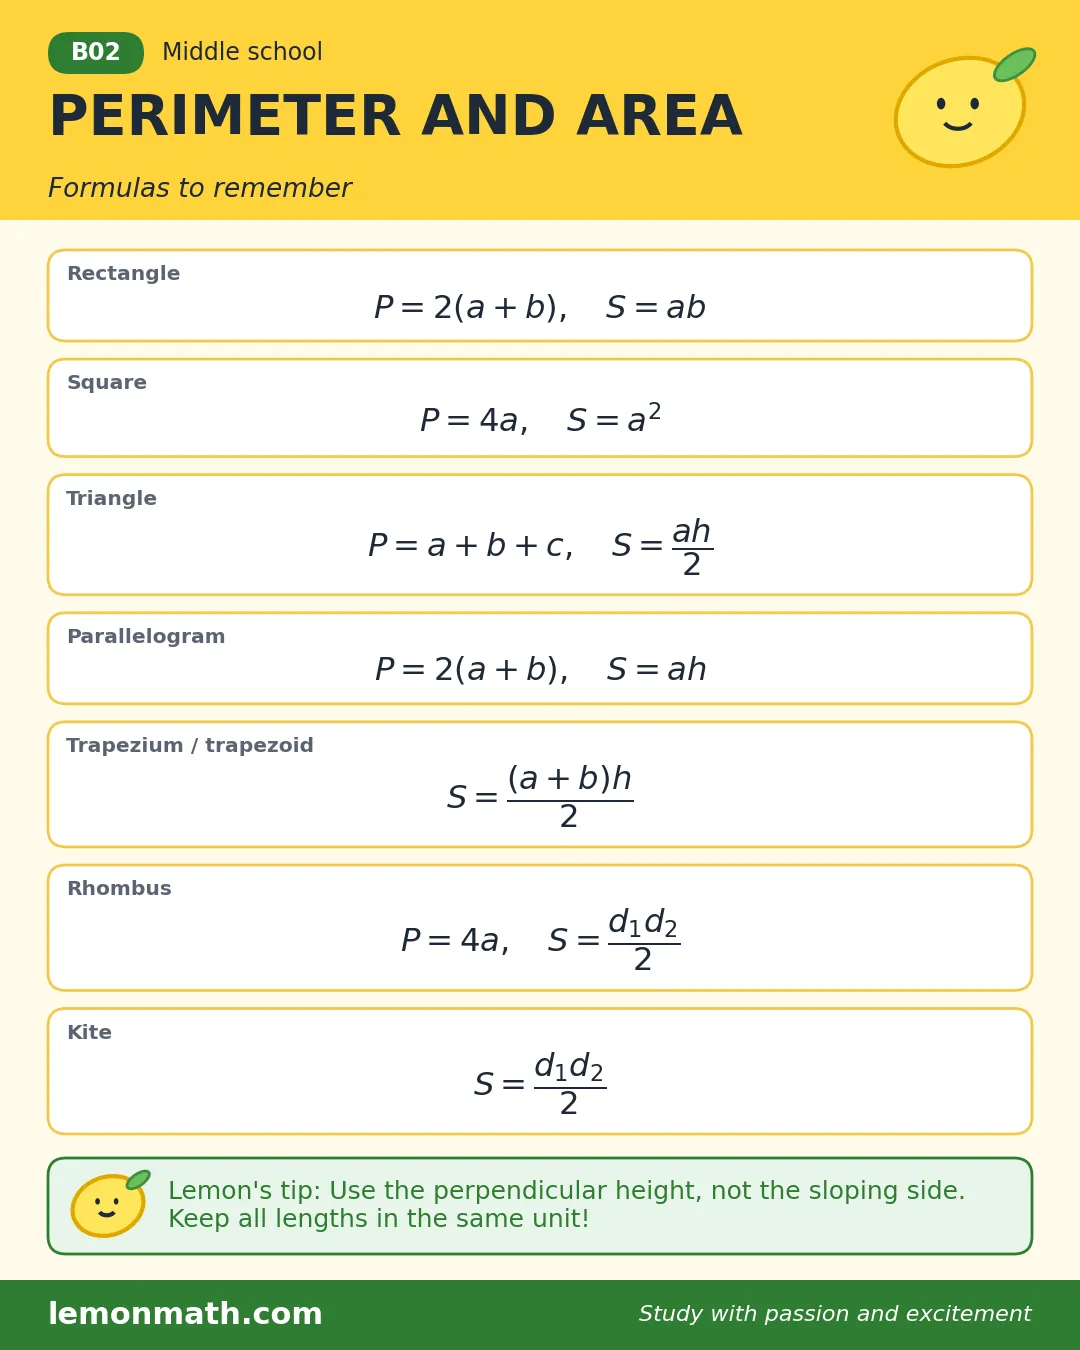 B02 Middle school
PERIMETER AND AREA
Formulas to remember
Rectangle
P = 2(a + b), S = ab
Square
P = 4a, S = a²
Triangle
P = a + b + c, S = ah/2
Parallelogram
P = 2(a + b), S = ah
Trapezium / trapezoid
S = (a + b)h/2
Rhombus
P = 4a, S = d₁d₂/2
Kite
S = d₁d₂/2
Lemon's tip: Use the perpendicular height, not the sloping side.
Keep all lengths in the same unit!
lemonmath.com
Study with passion and excitement